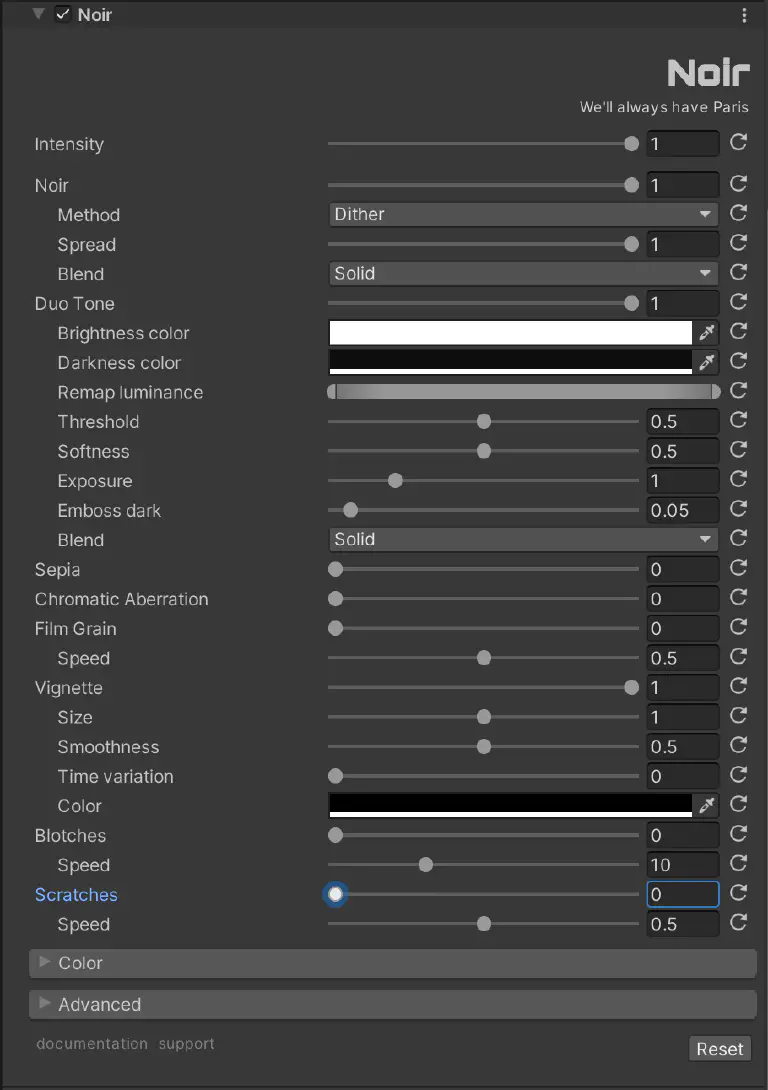 Noir
Noir
We'll always have Paris
Intensity 1
Noir 1
Method Dither
Spread 1
Blend Solid
Duo Tone 1
Brightness color
Darkness color
Remap luminance
Threshold 0.5
Softness 0.5
Exposure 1
Emboss dark 0.05
Blend Solid
Sepia 0
Chromatic Aberration 0
Film Grain 0
Speed 0.5
Vignette 1
Size 1
Smoothness 0.5
Time variation 0
Color
Blotches 0
Speed 10
Scratches 0
Speed 0.5
Color
Advanced
documentation support
Reset